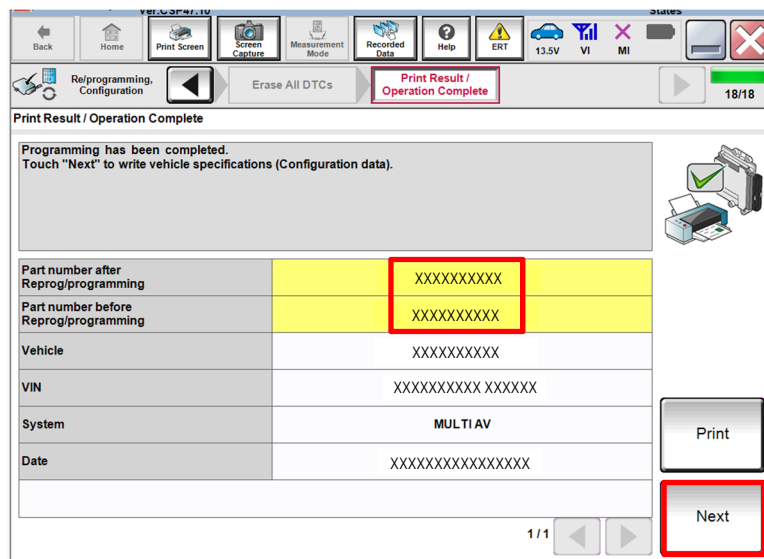 Ver.CSP47.10 States
Back
Home
Print Screen
Screen
Capture
Measurement
Mode
Recorded
Data
Help
ERT
13.5V
VI
MI
Re/programming,
Configuration
Erase All DTCs
Print Result /
Operation Complete
18/18
Print Result / Operation Complete
Programming has been completed.
Touch "Next" to write vehicle specifications (Configuration data).
Part number after
Reprog/programming
XXXXXXXXXX
Part number before
Reprog/programming
XXXXXXXXXX
Vehicle
XXXXXXXXXX
VIN
XXXXXXXXXX XXXXXX
System
MULTI AV
Date
XXXXXXXXXXXXXXXX
Print
Next
1/1